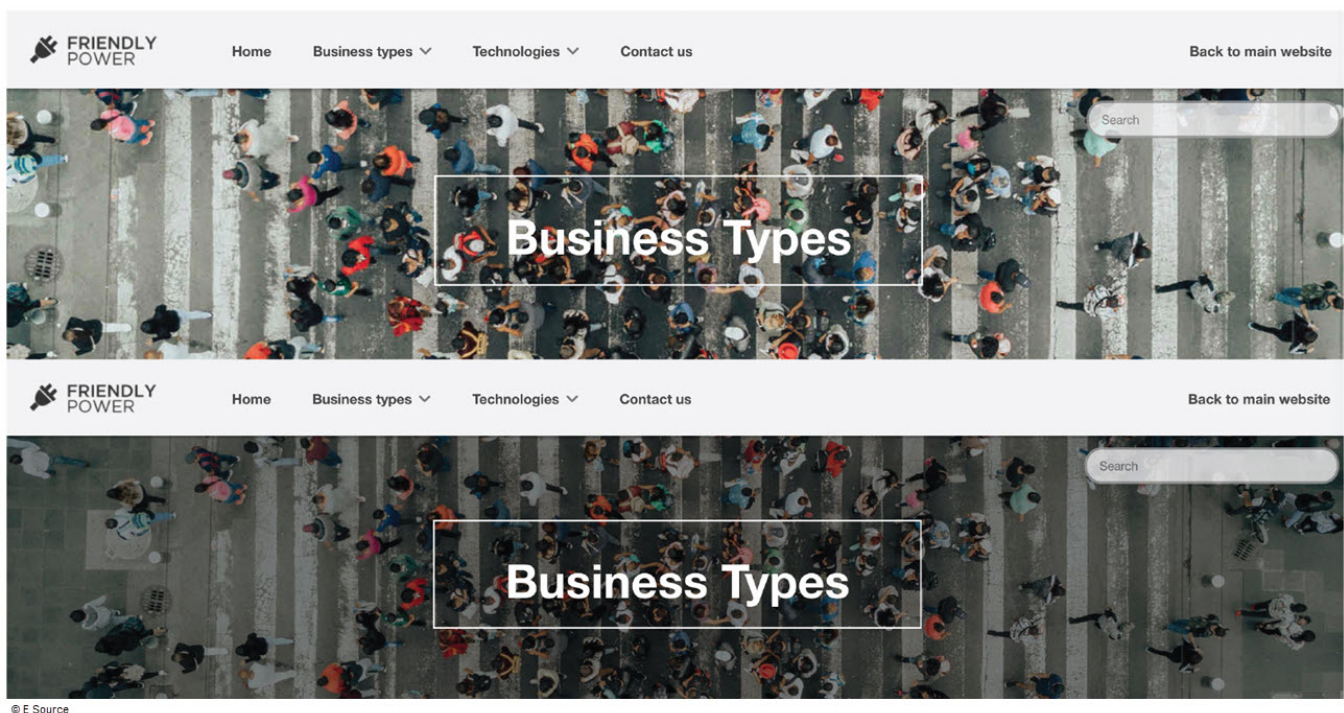 FRIENDLY
POWER
Home Business types Technologies Contact us Back to main website
Search
Business Types
FRIENDLY
POWER
Home Business types Technologies Contact us Back to main website
Search
Business Types
© E Source